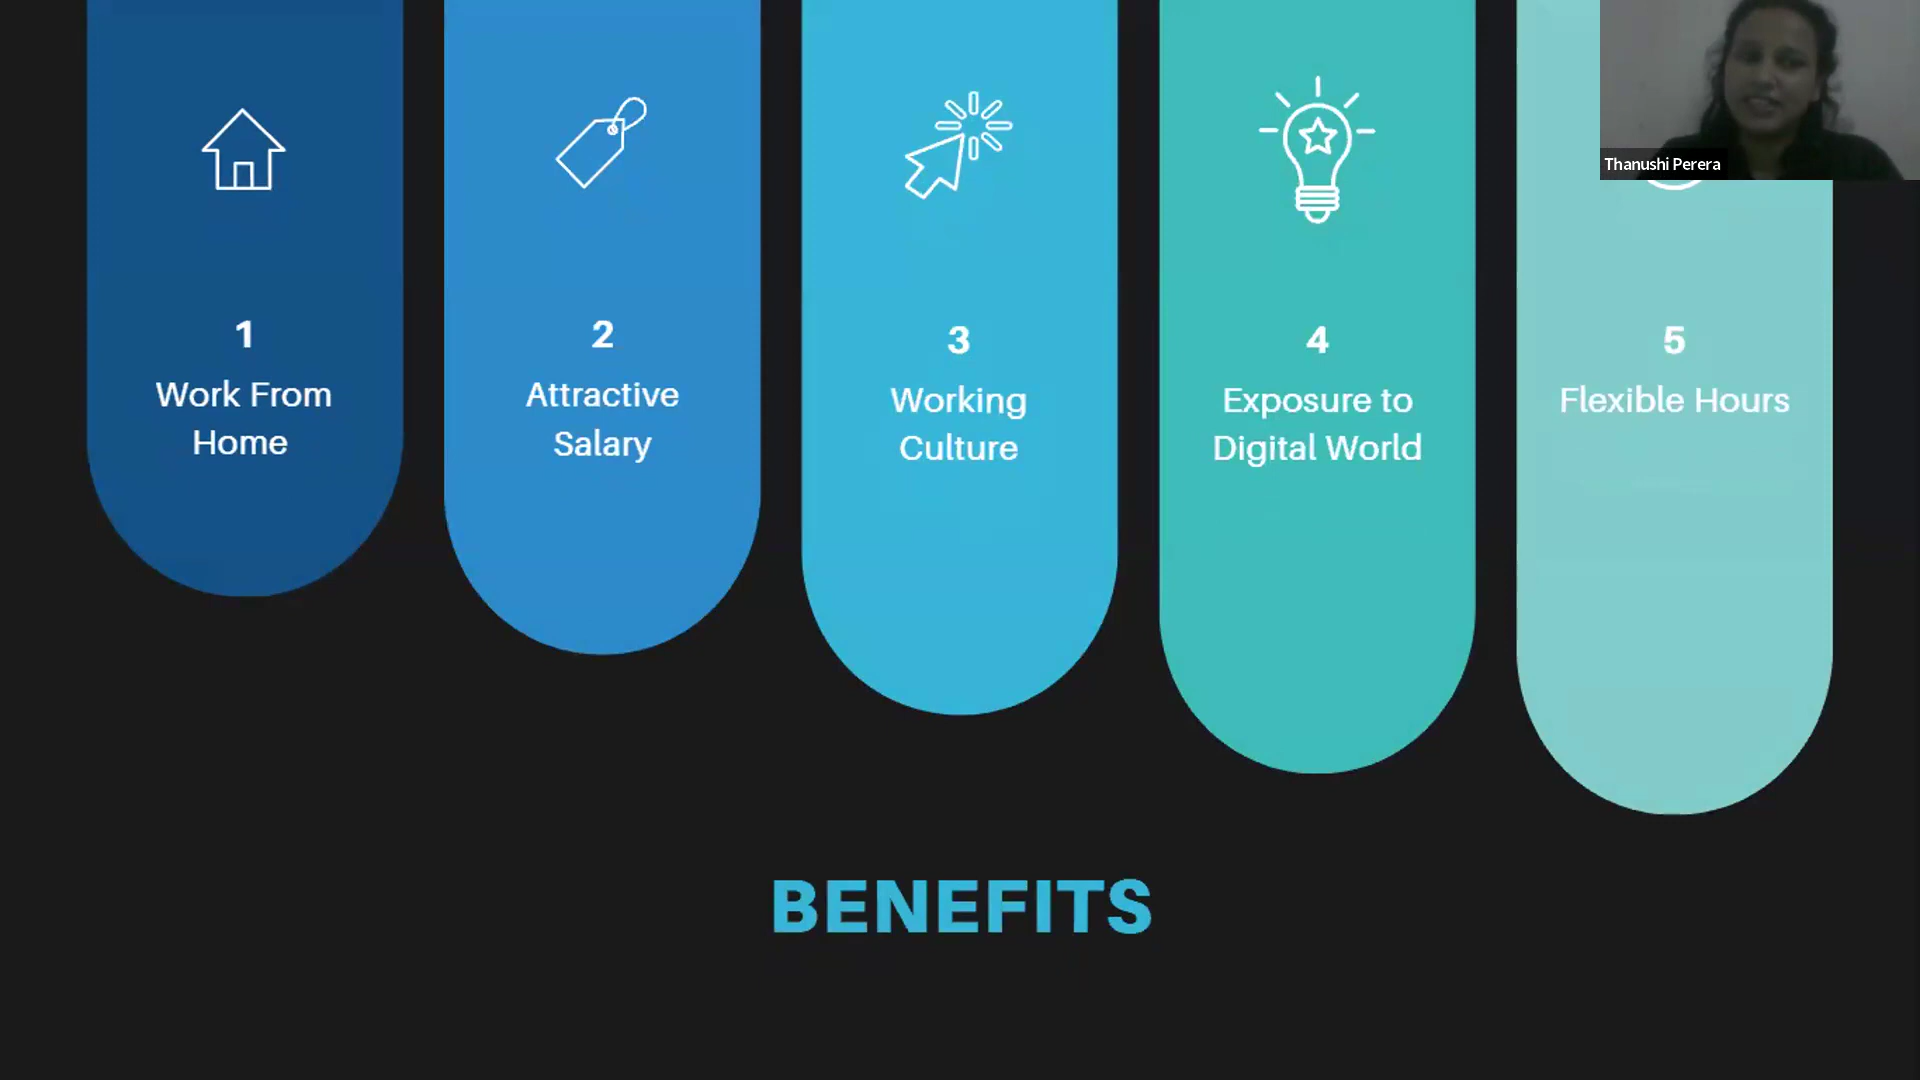 Thanushi Perera
1
Work From
Home
2
Attractive
Salary
3
Working
Culture
4
Exposure to
Digital World
5
Flexible Hours
BENEFITS